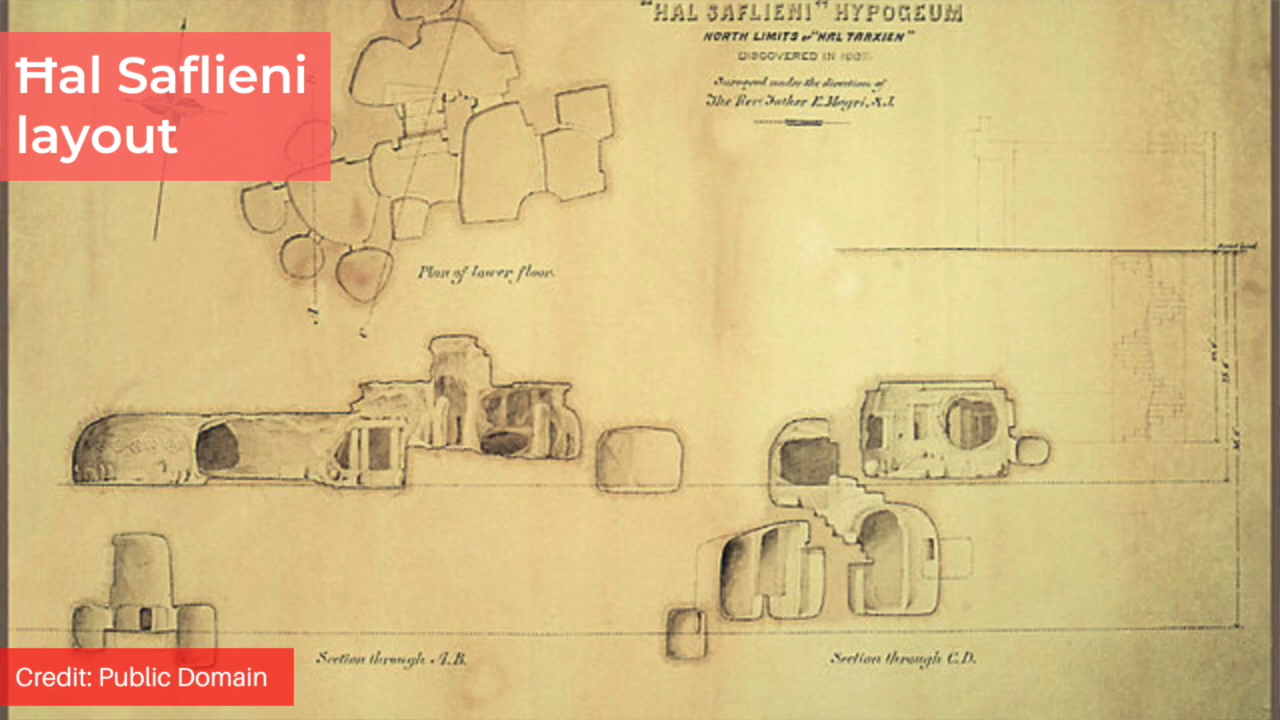 "HAL SAFLIENI" HYPOGEUM
NORTH LIMITS of "HAL TARXIEN"
DISCOVERED IN
Surveyed under the direction of
The Rev: Father E. Magri, S.J.
Ħal Saflieni
layout
Plan of lower floor.
Section through A.B.
Section through C.D.
Credit: Public Domain